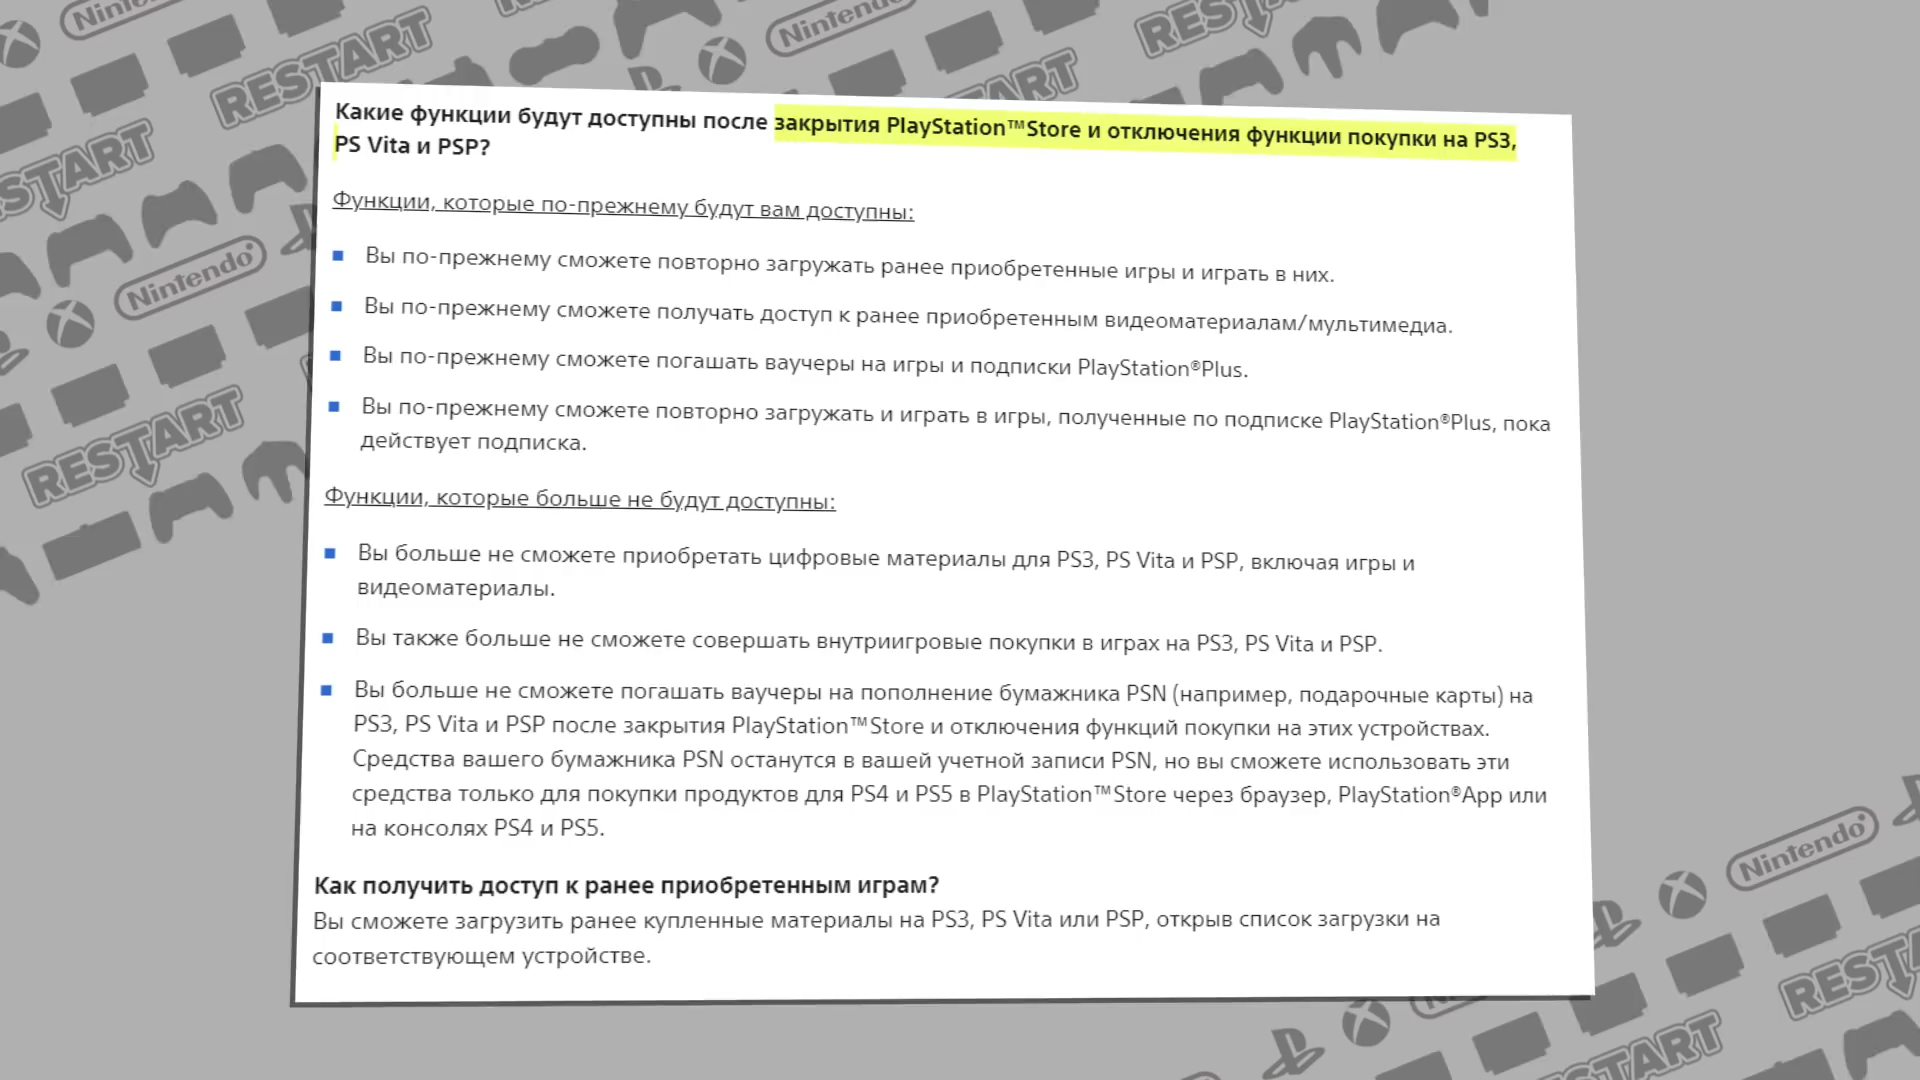 Nintendo
RESTART
Nintendo
RESTART
START
Какие функции будут доступны после закрытия PlayStation™Store и отключения функции покупки на PS3,
PS Vita и PSP?
START
Функции, которые по-прежнему будут вам доступны:
Вы по-прежнему сможете повторно загружать ранее приобретенные игры и играть в них.
Nintendo
Вы по-прежнему сможете получать доступ к ранее приобретенным видеоматериалам/мультимедиа.
Вы по-прежнему сможете погашать ваучеры на игры и подписки PlayStation®Plus.
Вы по-прежнему сможете повторно загружать и играть в игры, полученные по подписке PlayStation®Plus, пока
действует подписка.
RESTART
Функции, которые больше не будут доступны:
Вы больше не сможете приобретать цифровые материалы для PS3, PS Vita и PSP, включая игры и
видеоматериалы.
Вы также больше не сможете совершать внутриигровые покупки в играх на PS3, PS Vita и PSP.
Вы больше не сможете погашать ваучеры на пополнение бумажника PSN (например, подарочные карты) на
PS3, PS Vita и PSP после закрытия PlayStation™Store и отключения функций покупки на этих устройствах.
Средства вашего бумажника PSN останутся в вашей учетной записи PSN, но вы сможете использовать эти
средства только для покупки продуктов для PS4 и PS5 в PlayStation™Store через браузер, PlayStation®App или
на консолях PS4 и PS5.
Nintendo
Как получить доступ к ранее приобретенным играм?
Вы сможете загрузить ранее купленные материалы на PS3, PS Vita или PSP, открыв список загрузки на
соответствующем устройстве.
RESTA
START